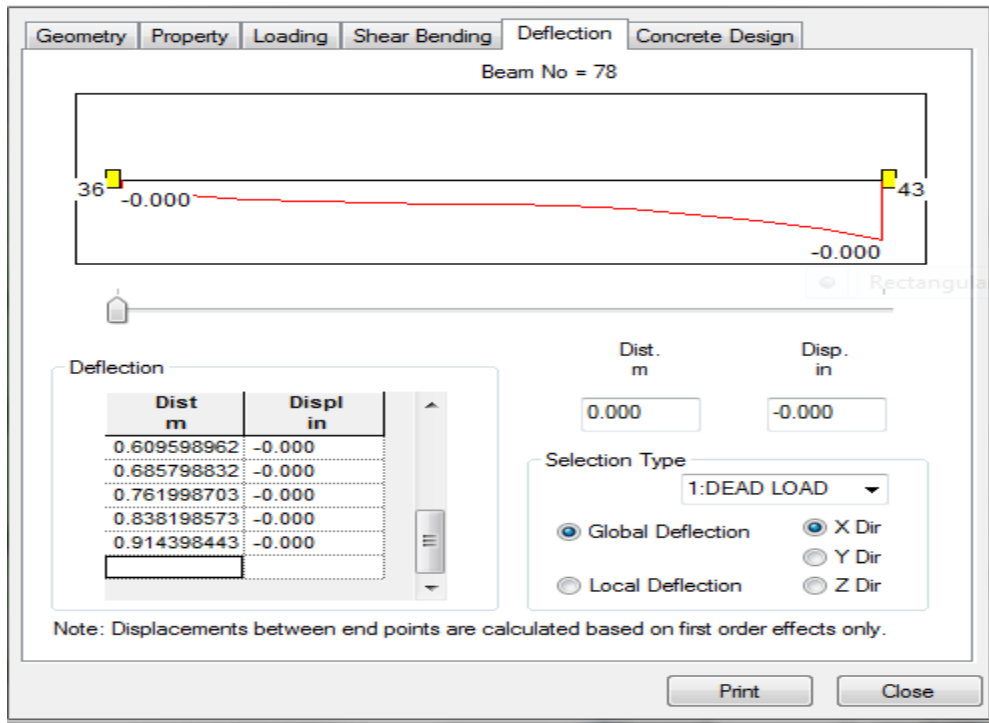 Geometry Property Loading Shear Bending Deflection Concrete Design
Beam No = 78
36 -0.000
43
-0.000
Rectangula
Deflection
Dist m Displ in
0.609598962 -0.000
0.685798832 -0.000
0.761998703 -0.000
0.838198573 -0.000
0.914398443 -0.000
Dist. m
Disp. in
0.000
-0.000
Selection Type
1:DEAD LOAD
Global Deflection
Local Deflection
X Dir
Y Dir
Z Dir
Note: Displacements between end points are calculated based on first order effects only.
Print Close